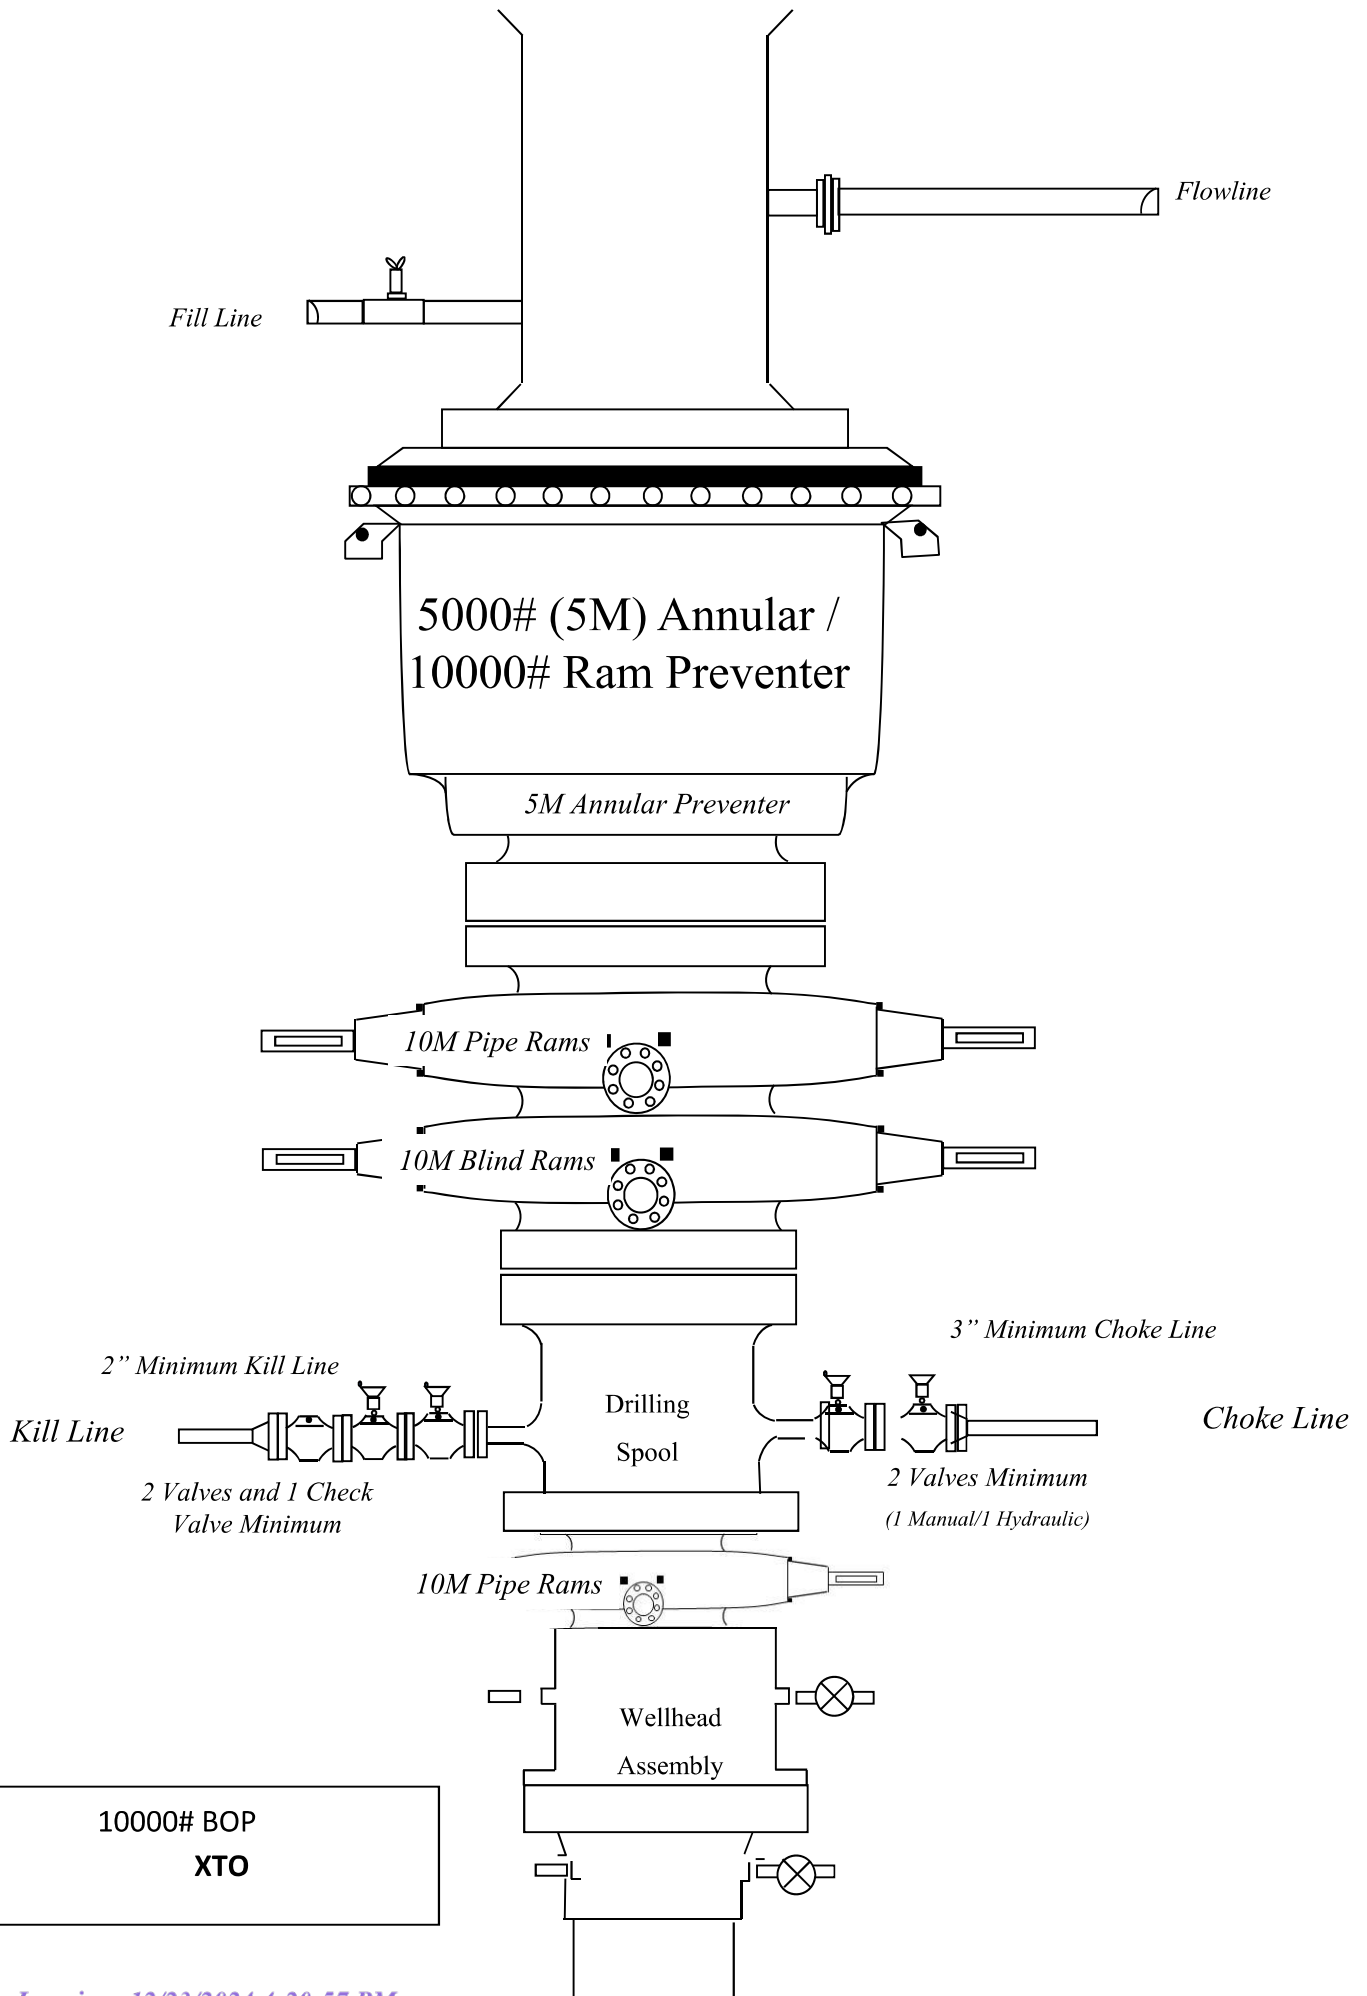 Flowline
Fill Line
5000# (5M) Annular /
10000# Ram Preventer
5M Annular Preventer
10M Pipe Rams
10M Blind Rams
3” Minimum Choke Line
2” Minimum Kill Line
Drilling
Spool
Kill Line
Choke Line
2 Valves and 1 Check
Valve Minimum
2 Valves Minimum
(1 Manual/1 Hydraulic)
10M Pipe Rams
Wellhead
Assembly
10000# BOP
XTO